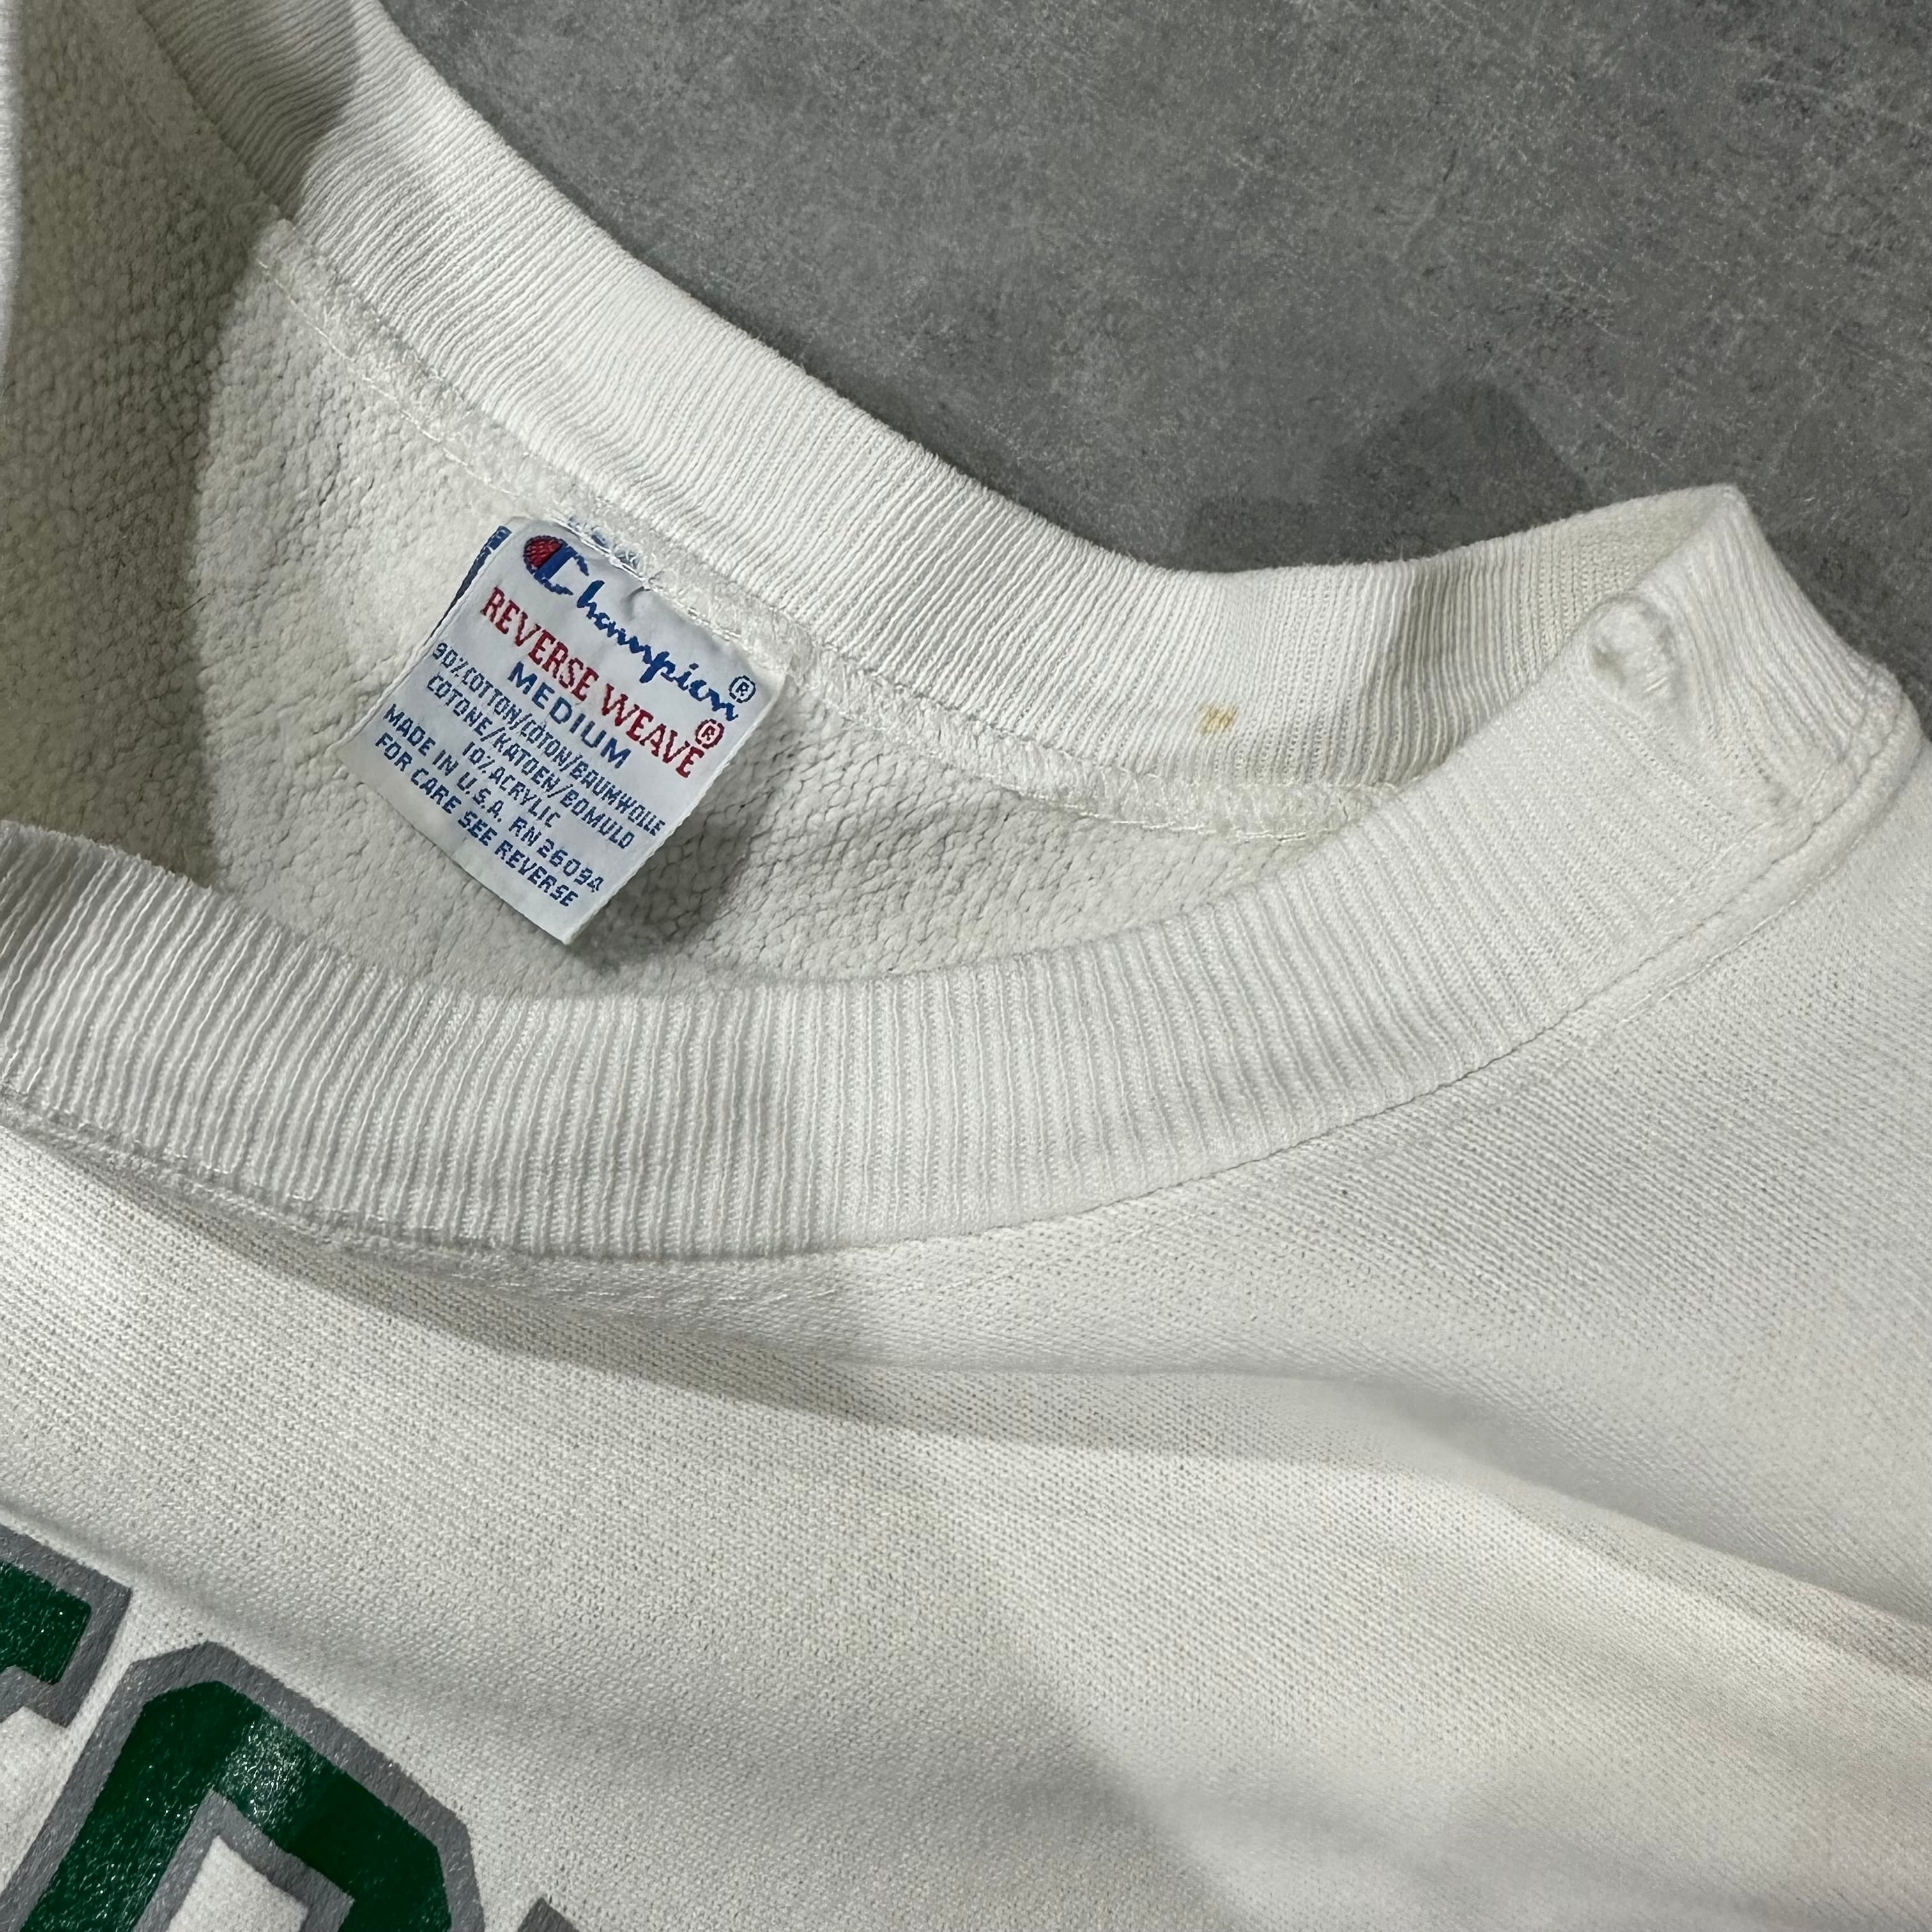 Champion®
REVERSE WEAVE®
MEDIUM
90%COTTON/COTON/BAUMWOLLE
COTONE/KATOEN/BOMULD
10%ACRYLIC
MADE IN U.S.A. RN 26094
FOR CARE SEE REVERSE